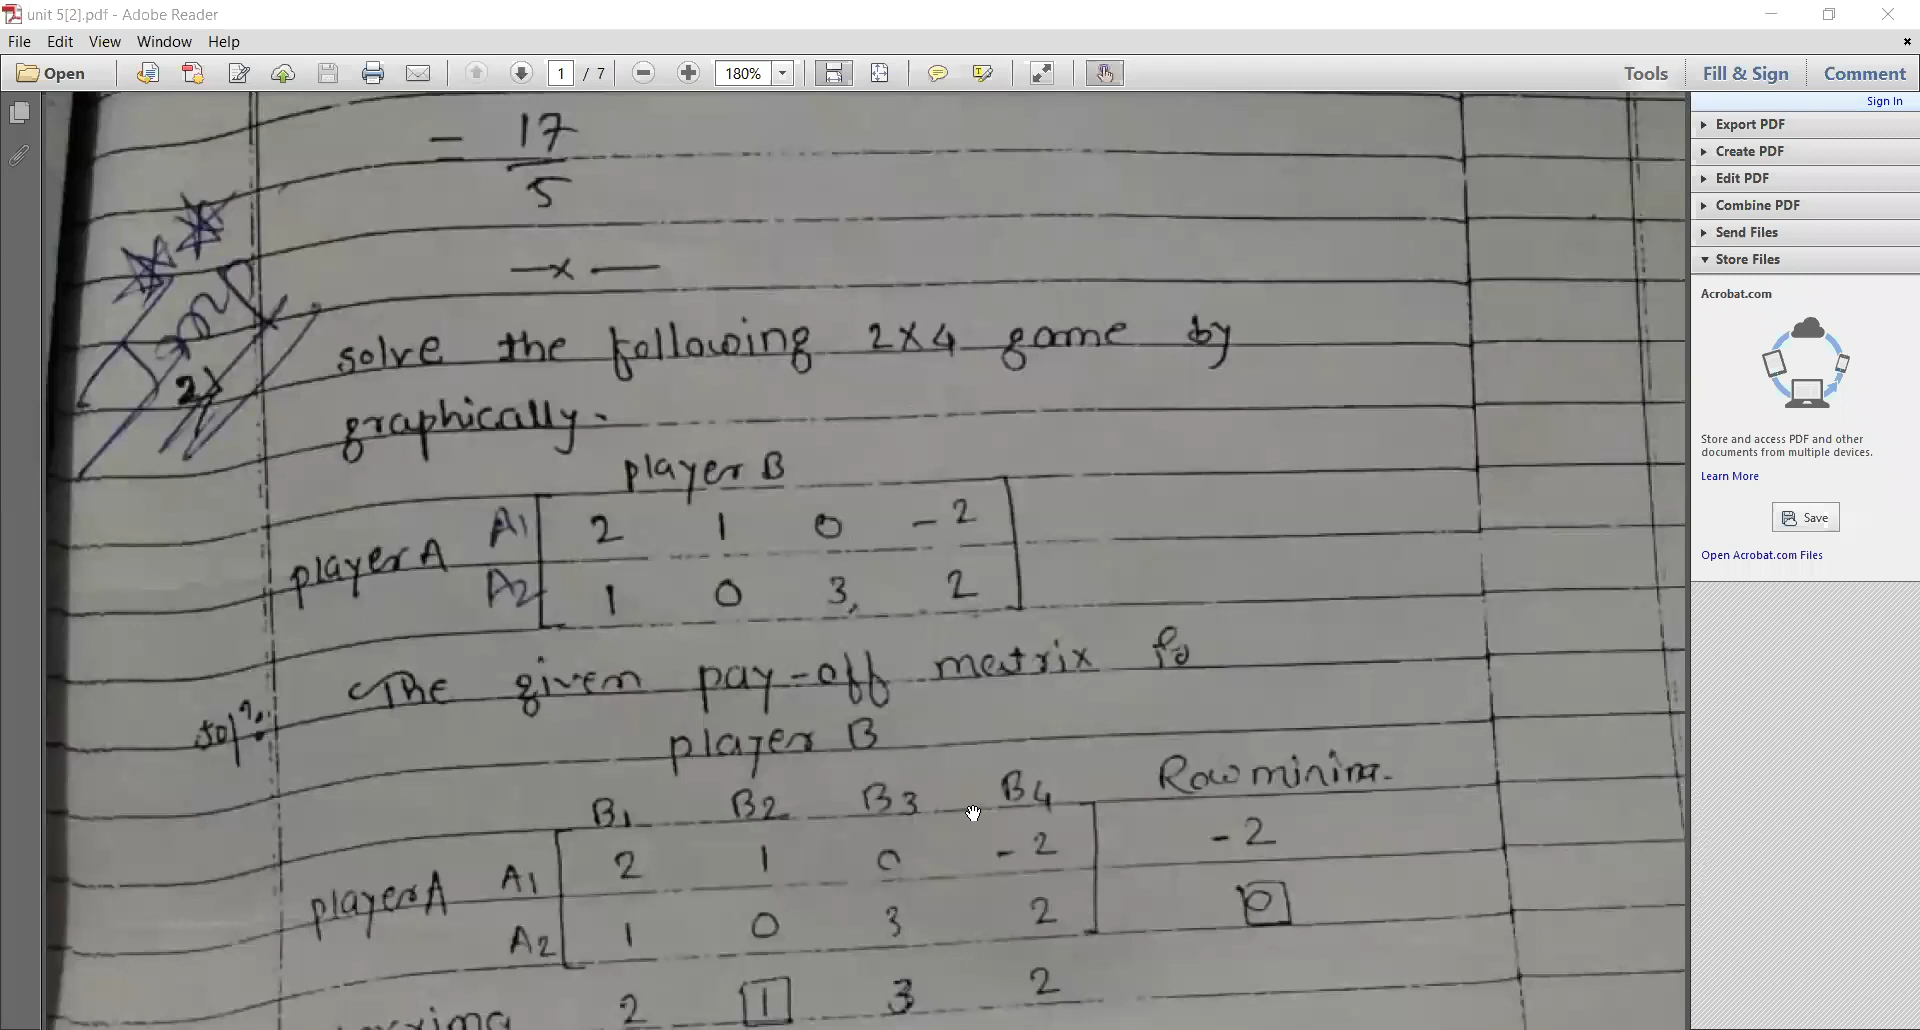 unit 5[2].pdf - Adobe Reader
File Edit View Window Help
Open 1 / 7 180% Tools Fill & Sign Comment
Sign In
Export PDF
Create PDF
Edit PDF
Combine PDF
Send Files
Store Files
Acrobat.com
Store and access PDF and other
documents from multiple devices.
Learn More
Save
Open Acrobat.com Files
- 17
5
—x—
2) solve the following 2x4 game by
graphically.
player B
player A A1 2 1 0 -2
A2 1 0 3, 2
The given pay-off matrix is
player B
B1 B2 B3 B4 Row minima.
player A A1 2 1 0 -2 -2
A2 1 0 3 2 0
2 1 3 2